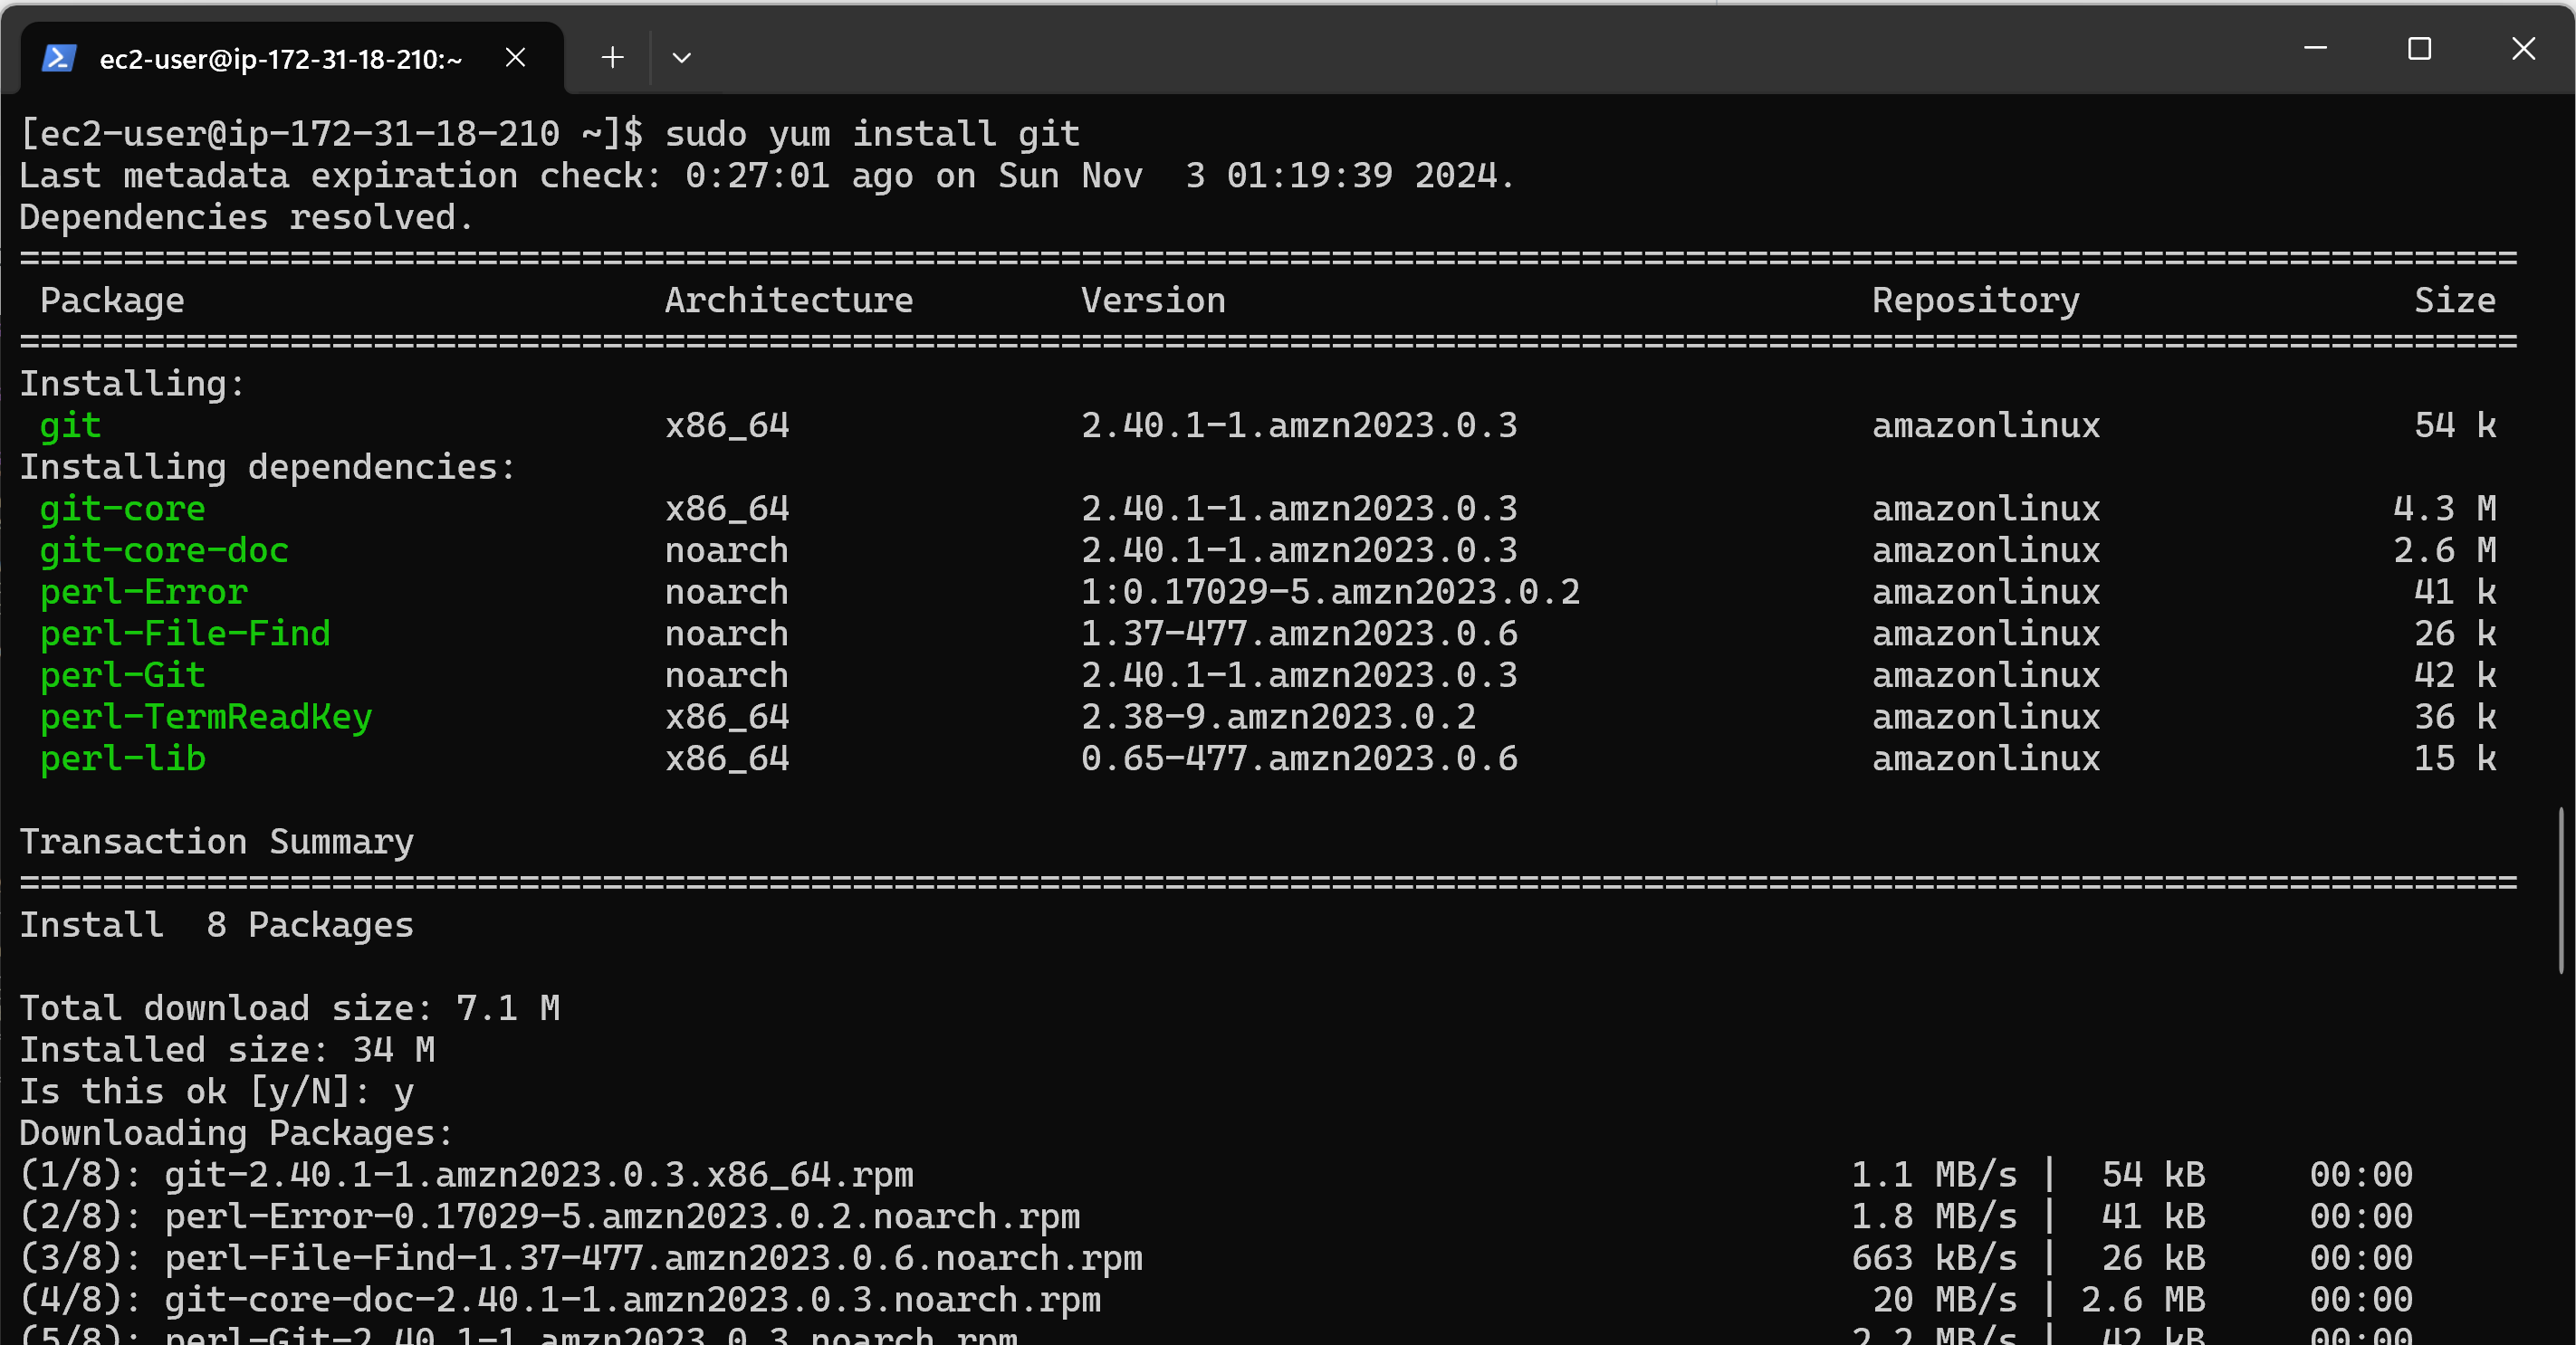 ec2-user@ip-172-31-18-210:~
[ec2-user@ip-172-31-18-210 ~]$ sudo yum install git
Last metadata expiration check: 0:27:01 ago on Sun Nov  3 01:19:39 2024.
Dependencies resolved.
========================================================================================================================
Package Architecture Version Repository Size
========================================================================================================================
Installing:
git x86_64 2.40.1-1.amzn2023.0.3 amazonlinux 54 k
Installing dependencies:
git-core x86_64 2.40.1-1.amzn2023.0.3 amazonlinux 4.3 M
git-core-doc noarch 2.40.1-1.amzn2023.0.3 amazonlinux 2.6 M
perl-Error noarch 1:0.17029-5.amzn2023.0.2 amazonlinux 41 k
perl-File-Find noarch 1.37-477.amzn2023.0.6 amazonlinux 26 k
perl-Git noarch 2.40.1-1.amzn2023.0.3 amazonlinux 42 k
perl-TermReadKey x86_64 2.38-9.amzn2023.0.2 amazonlinux 36 k
perl-lib x86_64 0.65-477.amzn2023.0.6 amazonlinux 15 k
Transaction Summary
========================================================================================================================
Install  8 Packages
Total download size: 7.1 M
Installed size: 34 M
Is this ok [y/N]: y
Downloading Packages:
(1/8): git-2.40.1-1.amzn2023.0.3.x86_64.rpm 1.1 MB/s |  54 kB 00:00
(2/8): perl-Error-0.17029-5.amzn2023.0.2.noarch.rpm 1.8 MB/s |  41 kB 00:00
(3/8): perl-File-Find-1.37-477.amzn2023.0.6.noarch.rpm 663 kB/s |  26 kB 00:00
(4/8): git-core-doc-2.40.1-1.amzn2023.0.3.noarch.rpm 20 MB/s | 2.6 MB 00:00
(5/8): perl-Git-2.40.1-1.amzn2023.0.3.noarch.rpm 2.2 MB/s |  42 kB 00:00